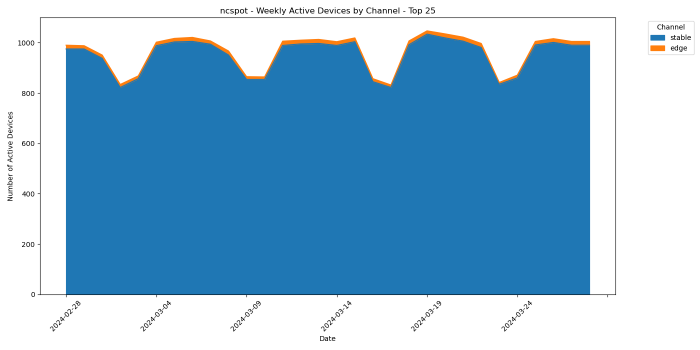 ncspot - Weekly Active Devices by Channel - Top 25
Channel
stable
edge
Number of Active Devices
1000
800
600
400
200
0
2024-02-28
2024-03-04
2024-03-09
2024-03-14
2024-03-19
2024-03-24
Date